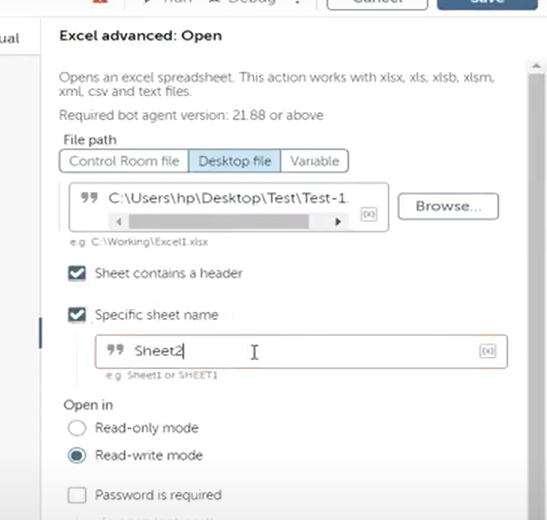 Run Debug Cancel Save
ual
Excel advanced: Open
Opens an excel spreadsheet. This action works with xlsx, xls, xlsb, xlsm,
xml, csv and text files.
Required bot agent version: 21.88 or above
File path
Control Room file Desktop file Variable
" C:\Users\hp\Desktop\Test\Test-1.
(x)
Browse...
e.g. C:\Working\Excel1.xlsx
Sheet contains a header
Specific sheet name
" Sheet2 (x)
e.g. Sheet1 or SHEET1
Open in
Read-only mode
Read-write mode
Password is required